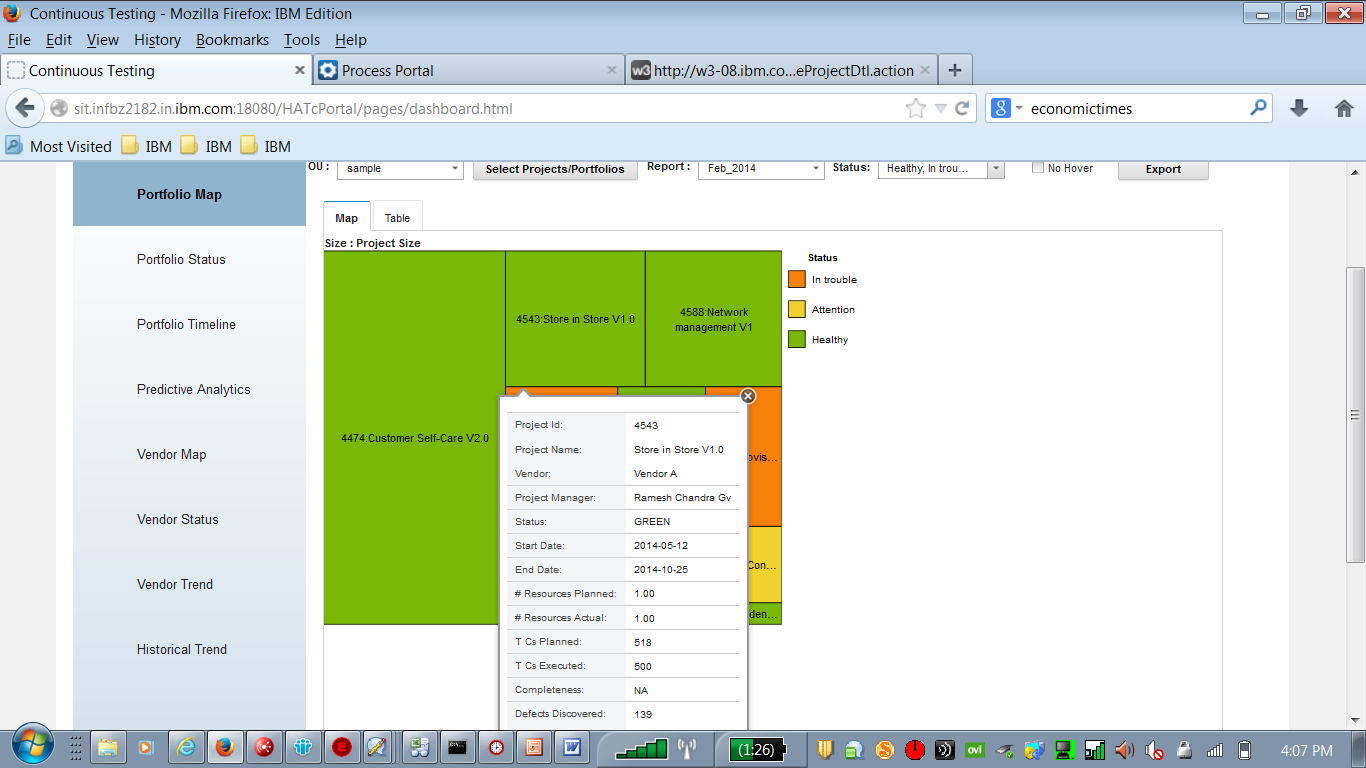 Continuous Testing - Mozilla Firefox: IBM Edition
File Edit View History Bookmarks Tools Help
Continuous Testing
Process Portal
w3 http://w3-08.ibm.co...eProjectDtl.action
sit.infbz2182.in.ibm.com:18080/HATcPortal/pages/dashboard.html
economictimes
Most Visited IBM IBM IBM
OU : sample Select Projects/Portfolios Report : Feb_2014 Status: Healthy, In trou... No Hover Export
Portfolio Map
Portfolio Status
Portfolio Timeline
Predictive Analytics
Vendor Map
Vendor Status
Vendor Trend
Historical Trend
Map Table
Size : Project Size
4474:Customer Self-Care V2.0
4543:Store in Store V1.0
4588:Network
management V1
ovis...
Con...
den...
Status
In trouble
Attention
Healthy
Project Id: 4543
Project Name: Store in Store V1.0
Vendor: Vendor A
Project Manager: Ramesh Chandra Gv
Status: GREEN
Start Date: 2014-05-12
End Date: 2014-10-25
# Resources Planned: 1.00
# Resources Actual: 1.00
T Cs Planned: 518
T Cs Executed: 500
Completeness: NA
Defects Discovered: 139
(1:26)
ovi
4:07 PM